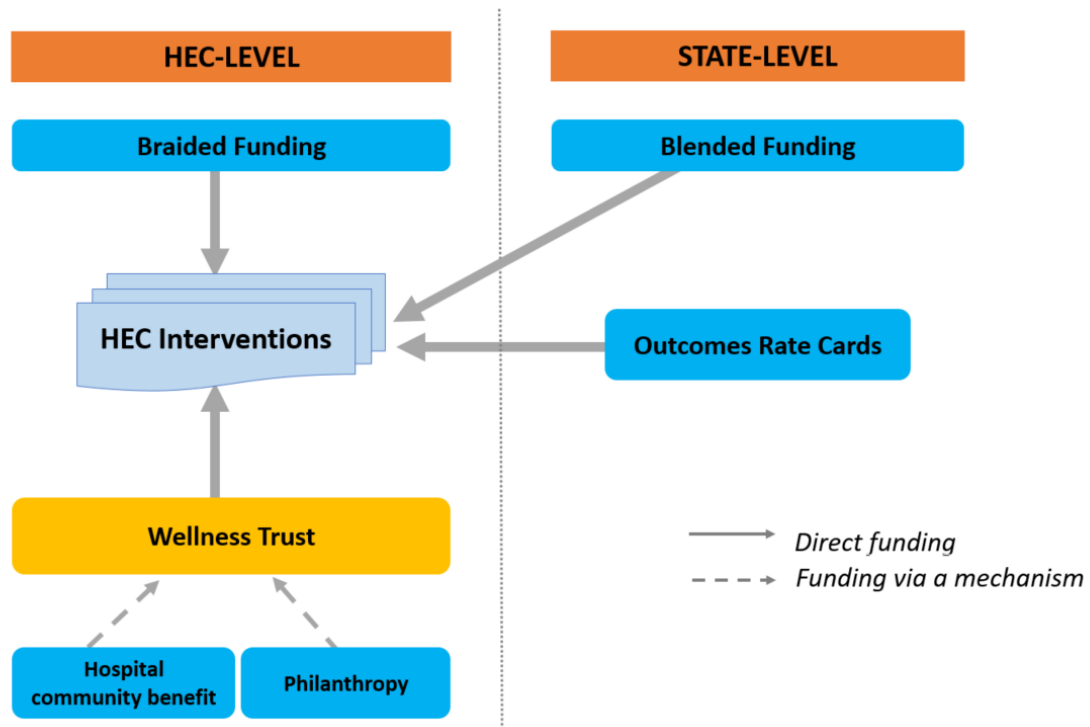 HEC-LEVEL
STATE-LEVEL
Braided Funding
Blended Funding
HEC Interventions
Outcomes Rate Cards
Wellness Trust
Direct funding
Funding via a mechanism
Hospital
community benefit
Philanthropy